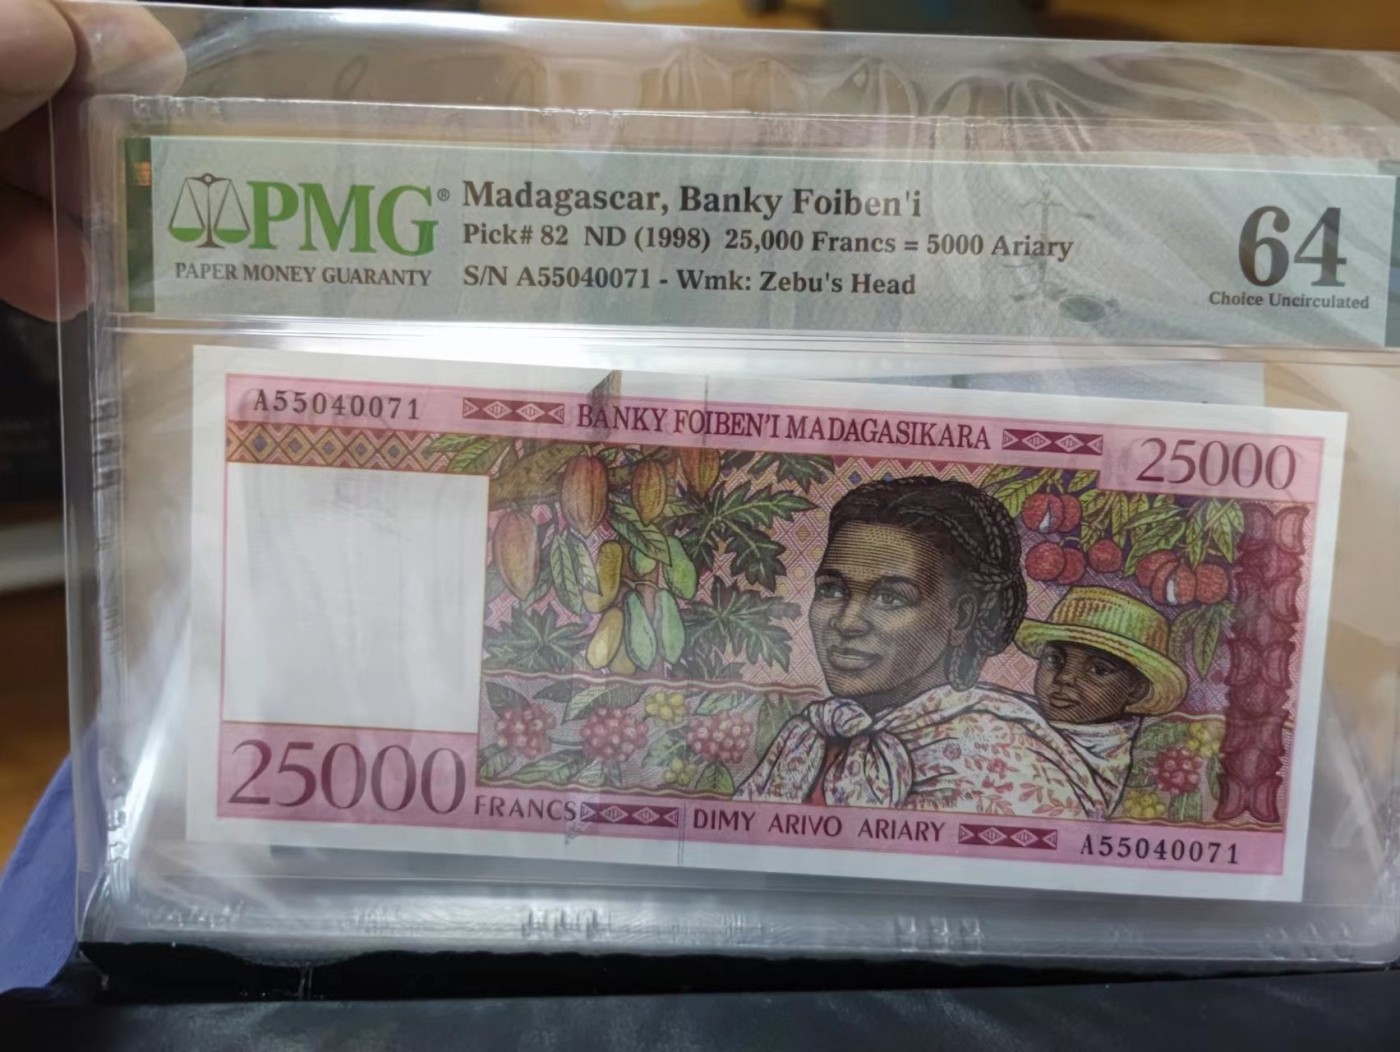 PMG®
PAPER MONEY GUARANTY
Madagascar, Banky Foiben'i
Pick# 82 ND (1998) 25,000 Francs = 5000 Ariary
S/N A55040071 - Wmk: Zebu's Head
64
Choice Uncirculated
A55040071
BANKY FOIBEN'I MADAGASIKARA
25000
25000
FRANCS
DIMY ARIVO ARIARY
A55040071